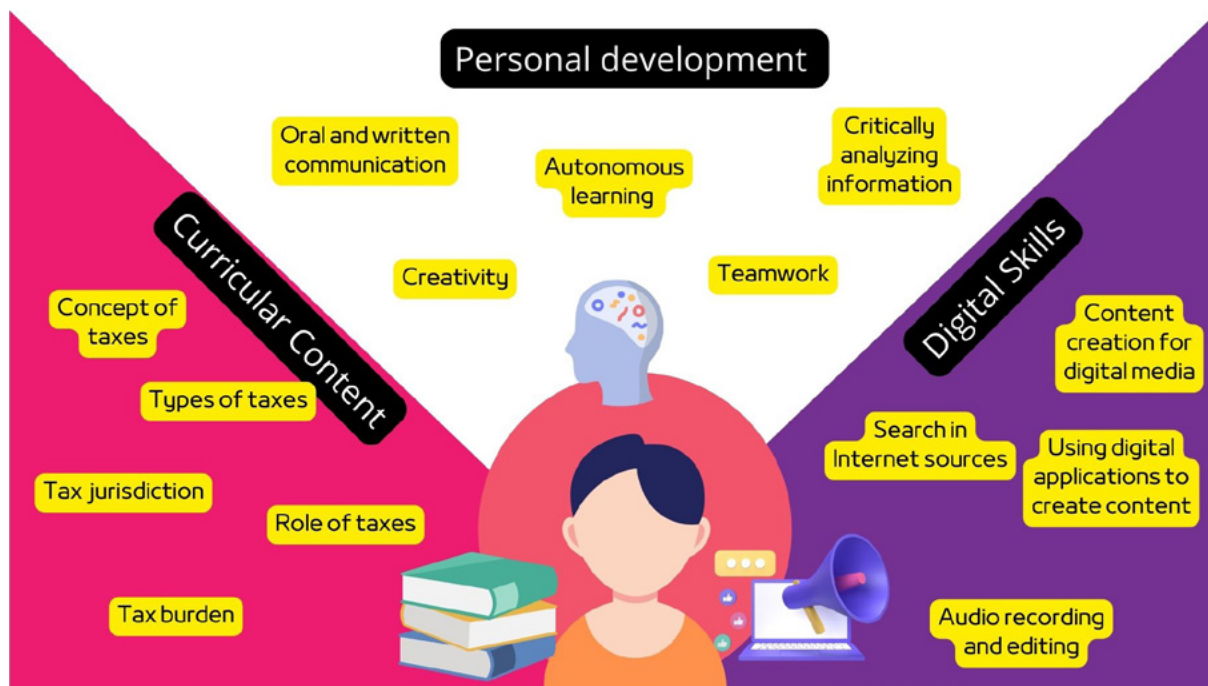 Personal development
Oral and written
communication
Autonomous
learning
Critically
analyzing
information
Creativity
Teamwork
Curricular Content
Concept of
taxes
Types of taxes
Tax jurisdiction
Role of taxes
Tax burden
Digital Skills
Content
creation for
digital media
Search in
Internet sources
Using digital
applications to
create content
Audio recording
and editing